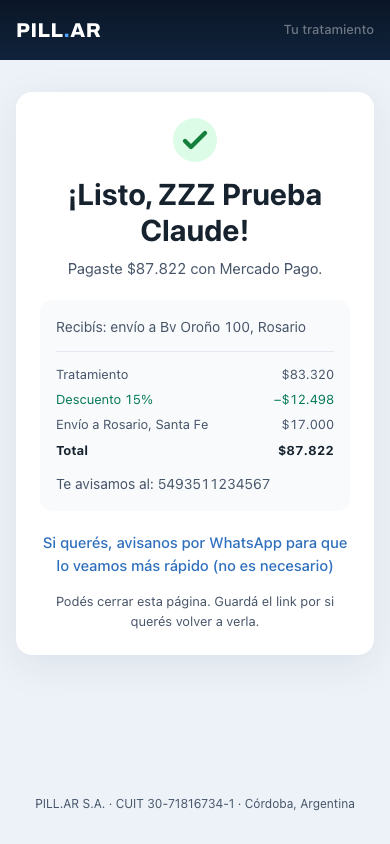 PILL.AR
Tu tratamiento
¡Listo, ZZZ Prueba
Claude!
Pagaste $87.822 con Mercado Pago.
Recibís: envío a Bv Oroño 100, Rosario
Tratamiento $83.320
Descuento 15% −$12.498
Envío a Rosario, Santa Fe $17.000
Total $87.822
Te avisamos al: 5493511234567
Si querés, avisanos por WhatsApp para que
lo veamos más rápido (no es necesario)
Podés cerrar esta página. Guardá el link por si
querés volver a verla.
PILL.AR S.A. · CUIT 30-71816734-1 · Córdoba, Argentina